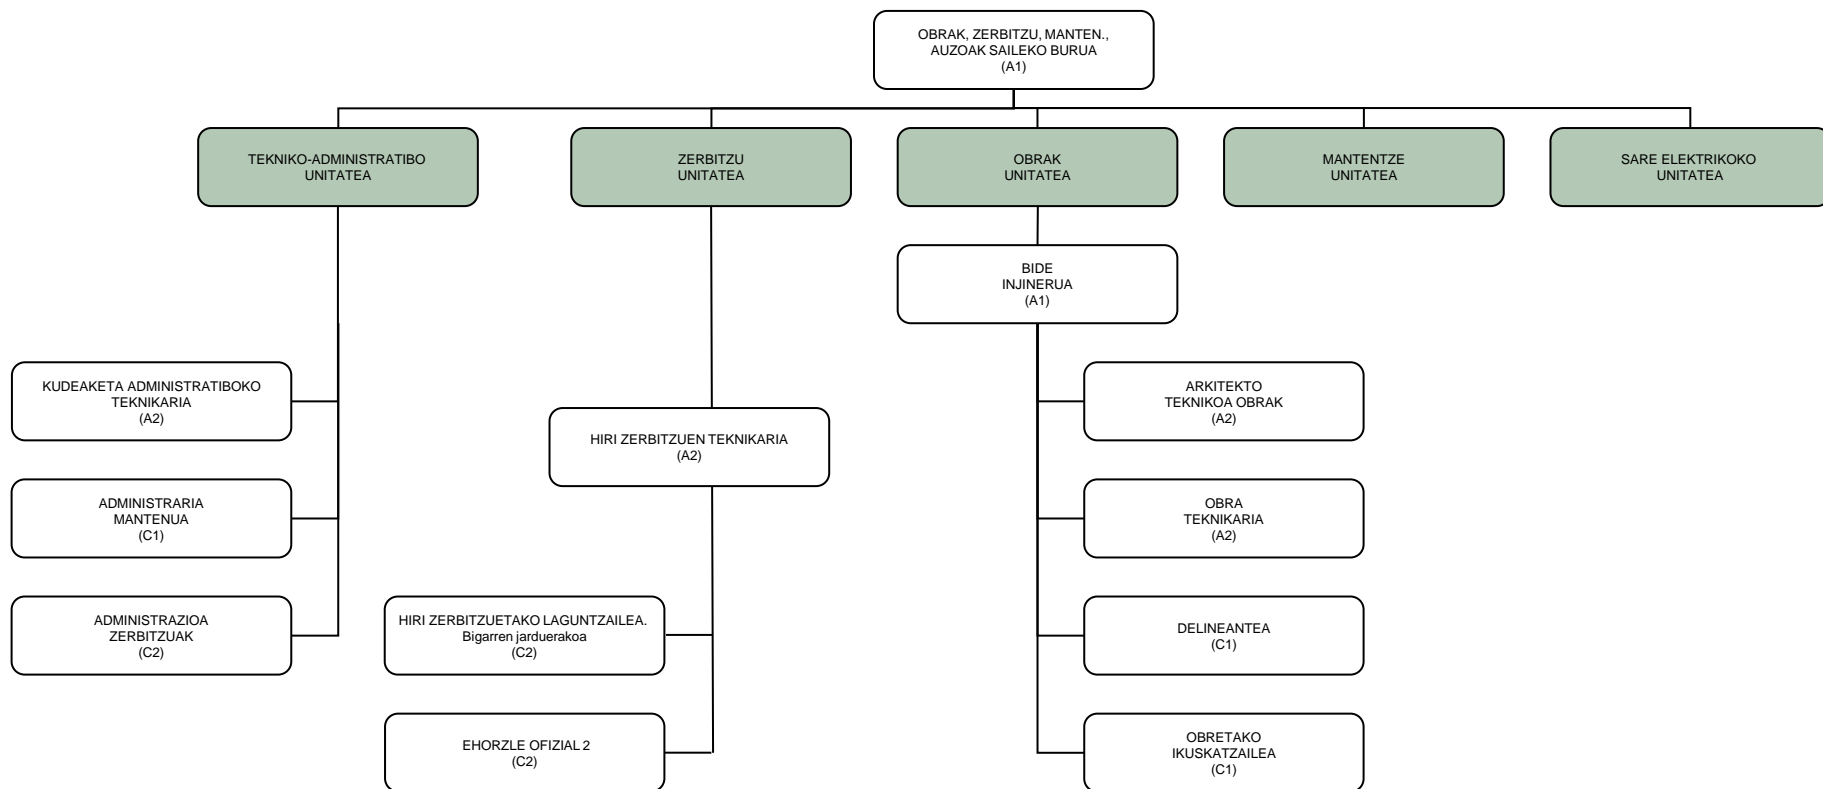 OBRAK, ZERBITZU, MANTEN.,
AUZOAK SAILEKO BURUA
(A1)
TEKNIKO-ADMINISTRATIBO
UNITATEA
ZERBITZU
UNITATEA
OBRAK
UNITATEA
MANTENTZE
UNITATEA
SARE ELEKTRIKOKO
UNITATEA
BIDE
INJINERUA
(A1)
KUDEAKETA ADMINISTRATIBOKO
TEKNIKARIA
(A2)
ARKITEKTO
TEKNIKOA OBRAK
(A2)
HIRI ZERBITZUEN TEKNIKARIA
(A2)
ADMINISTRARIA
MANTENUA
(C1)
OBRA
TEKNIKARIA
(A2)
ADMINISTRAZIOA
ZERBITZUAK
(C2)
HIRI ZERBITZUETAKO LAGUNTZAILEA.
Bigarren jarduerakoa
(C2)
DELINEANTEA
(C1)
EHORZLE OFIZIAL 2
(C2)
OBRETAKO
IKUSKATZAILEA
(C1)